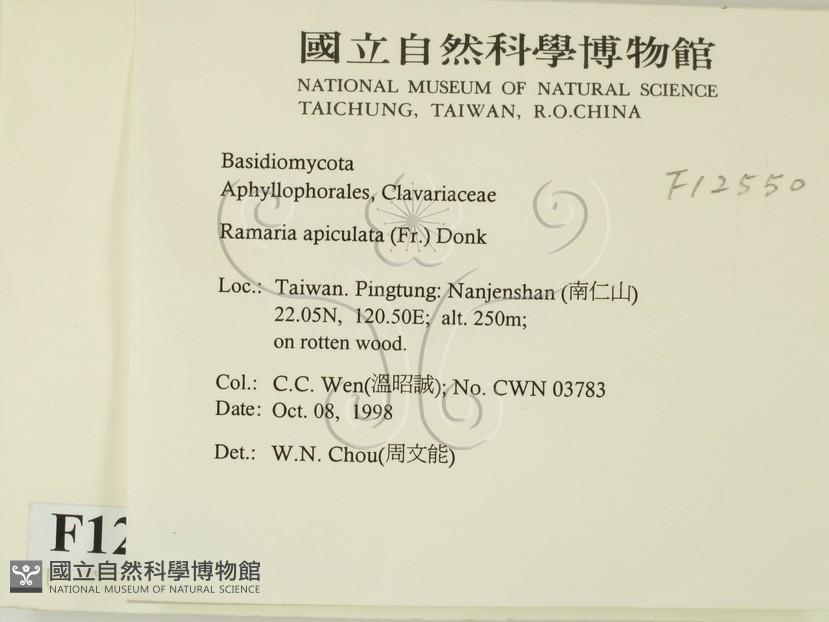 國立自然科學博物館
NATIONAL MUSEUM OF NATURAL SCIENCE
TAICHUNG, TAIWAN, R.O.CHINA
Basidiomycota
F12550
Aphyllophorales, Clavariaceae
Ramaria apiculata (Fr.) Donk
Loc.: Taiwan. Pingtung: Nanjenshan (南仁山)
22.05N, 120.50E; alt. 250m;
on rotten wood.
Col.: C.C. Wen(溫昭誠); No. CWN 03783
Date: Oct. 08, 1998
Det.: W.N. Chou(周文能)
F12
國立自然科學博物館
NATIONAL MUSEUM OF NATURAL SCIENCE